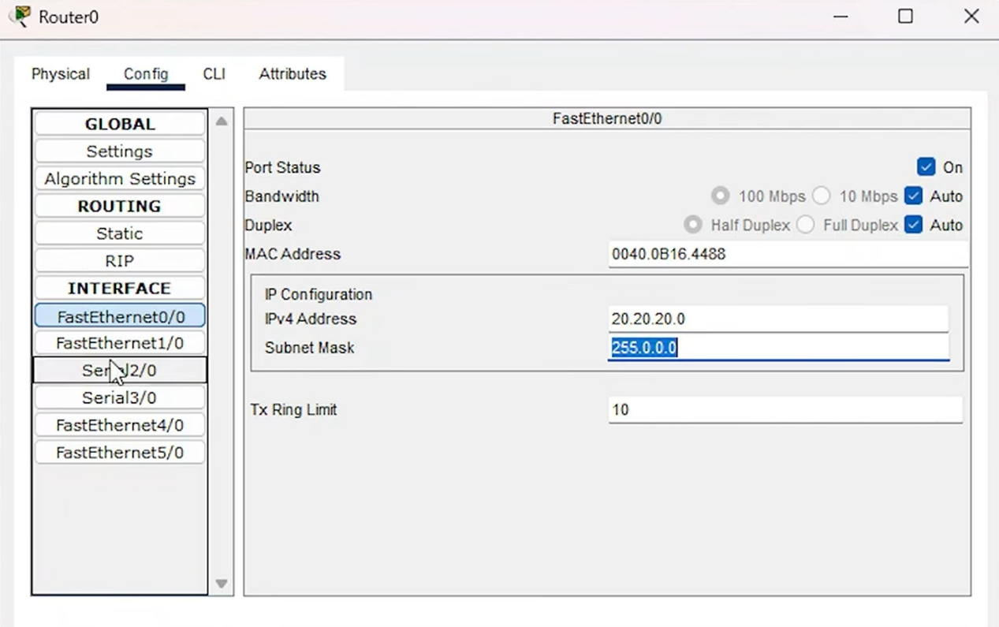 Router0
Physical Config CLI Attributes
GLOBAL
Settings
Algorithm Settings
ROUTING
Static
RIP
INTERFACE
FastEthernet0/0
FastEthernet1/0
Serial2/0
Serial3/0
FastEthernet4/0
FastEthernet5/0
FastEthernet0/0
Port Status On
Bandwidth 100 Mbps 10 Mbps Auto
Duplex Half Duplex Full Duplex Auto
MAC Address 0040.0B16.4488
IP Configuration
IPv4 Address 20.20.20.0
Subnet Mask 255.0.0.0
Tx Ring Limit 10